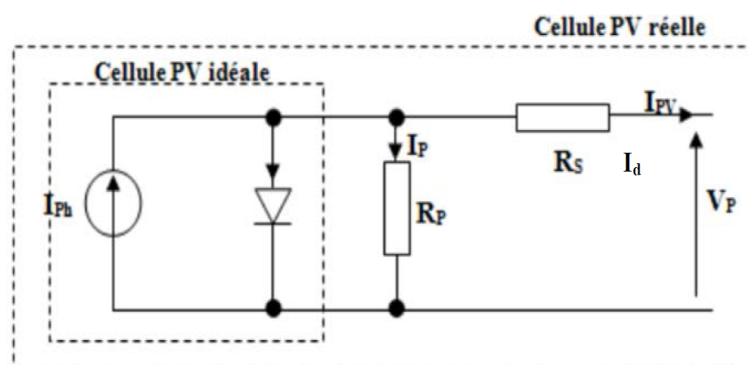 Cellule PV réelle
Cellule PV idéale
IPV
IP
IPh
RS
Id
RP
VP